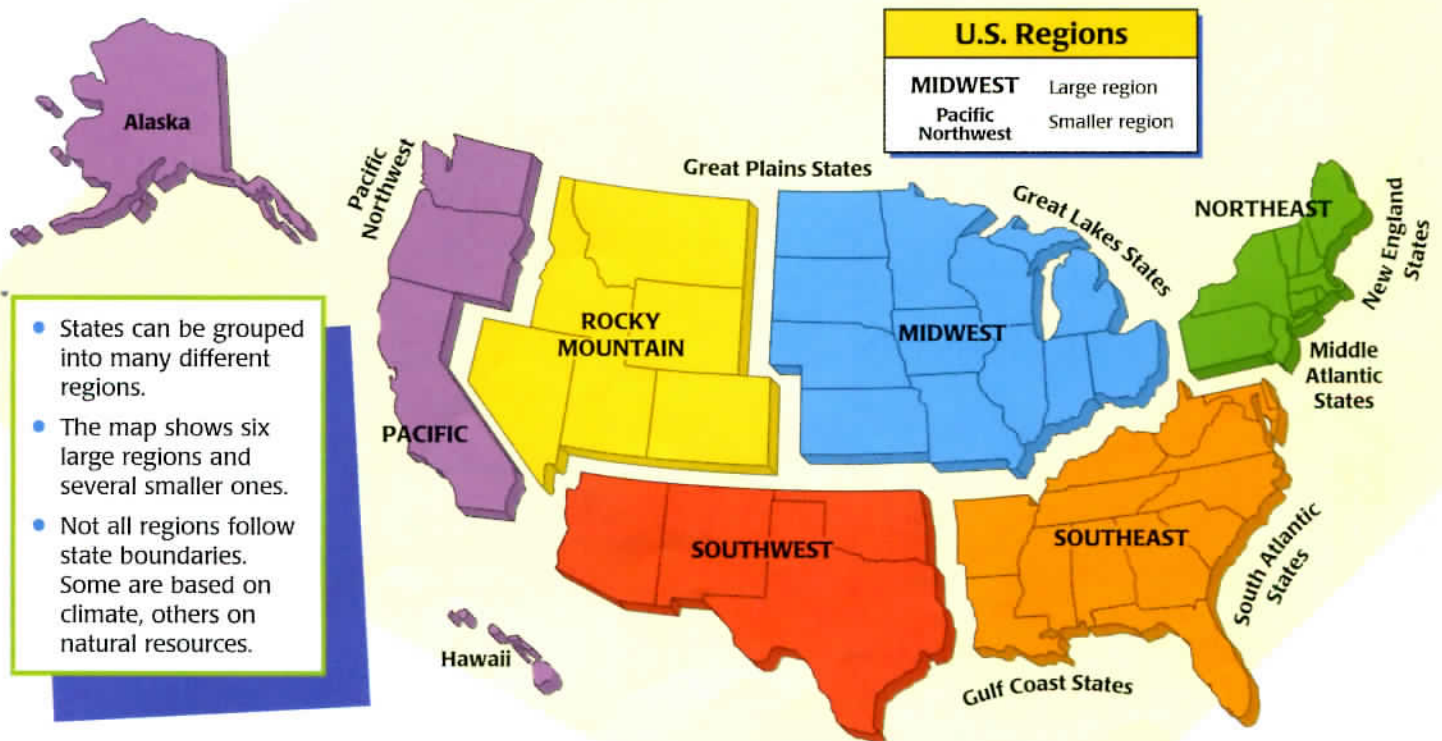 U.S. Regions
MIDWEST Large region
Pacific
Northwest Smaller region
Alaska
Pacific
Northwest
Great Plains States
Great Lakes States
NORTHEAST
New England
States
Middle
Atlantic
States
ROCKY
MOUNTAIN
MIDWEST
PACIFIC
SOUTHWEST
SOUTHEAST
South Atlantic
States
Gulf Coast States
Hawaii
• States can be grouped
into many different
regions.
• The map shows six
large regions and
several smaller ones.
• Not all regions follow
state boundaries.
Some are based on
climate, others on
natural resources.